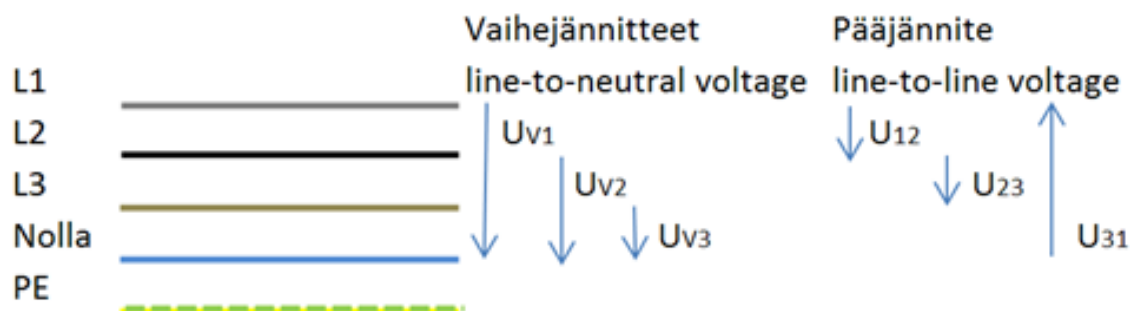 Vaihejännitteet Pääjännite
L1 line-to-neutral voltage line-to-line voltage
L2 UV1 U12
L3 UV2 U23
Nolla UV3 U31
PE